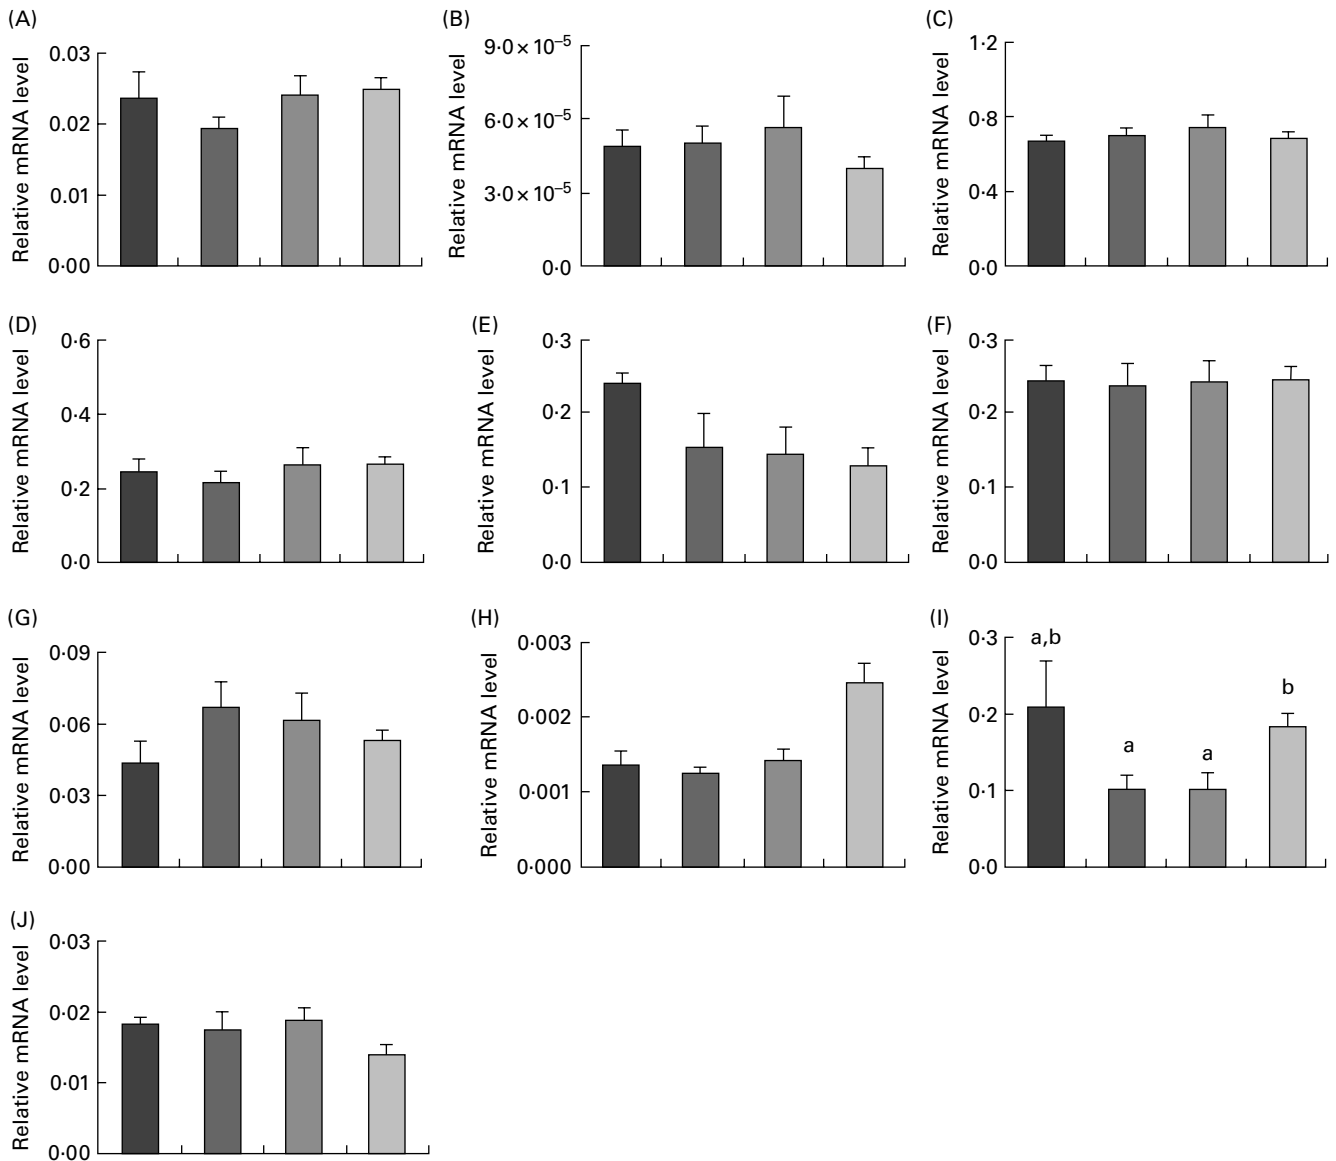 (A)
Relative mRNA level
0·03
0·02
0·01
0·00
(B)
Relative mRNA level
9·0×10–5
6·0×10–5
3·0×10–5
0·0
(C)
Relative mRNA level
1·2
0·8
0·4
0·0
(D)
Relative mRNA level
0·6
0·4
0·2
0·0
(E)
Relative mRNA level
0·3
0·2
0·1
0·0
(F)
Relative mRNA level
0·3
0·2
0·1
0·0
(G)
Relative mRNA level
0·09
0·06
0·03
0·00
(H)
Relative mRNA level
0·003
0·002
0·001
0·000
(I)
Relative mRNA level
0·3
0·2
0·1
0·0
a,b
a
a
b
(J)
Relative mRNA level
0·03
0·02
0·01
0·00